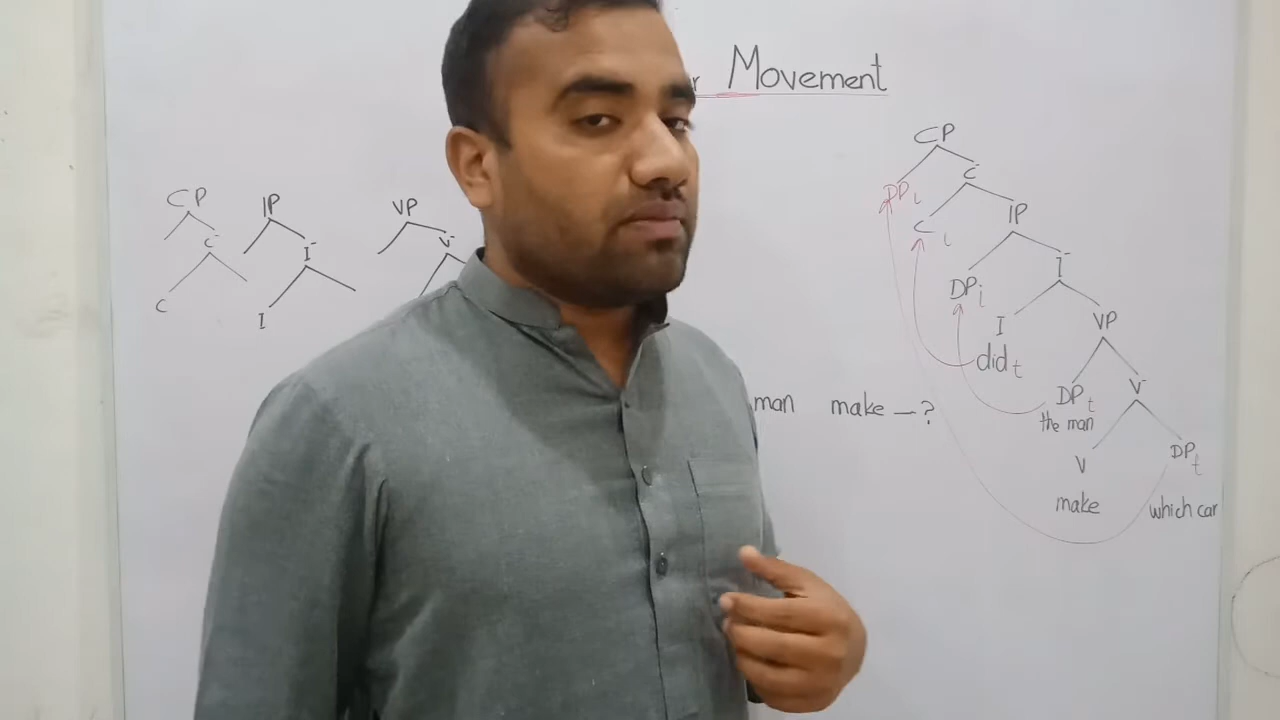 Movement
CP
C̄
C
IP
Ī
I
VP
V̄
man make — ?
CP
DPi
C̄
Ci
IP
DPi
Ī
I
did t
VP
DPt
the man
V̄
V
make
DPt
which car